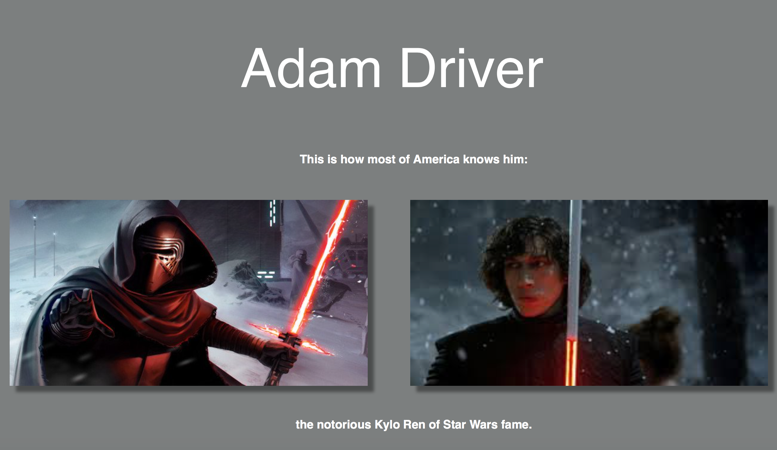 Adam Driver
This is how most of America knows him:
the notorious Kylo Ren of Star Wars fame.